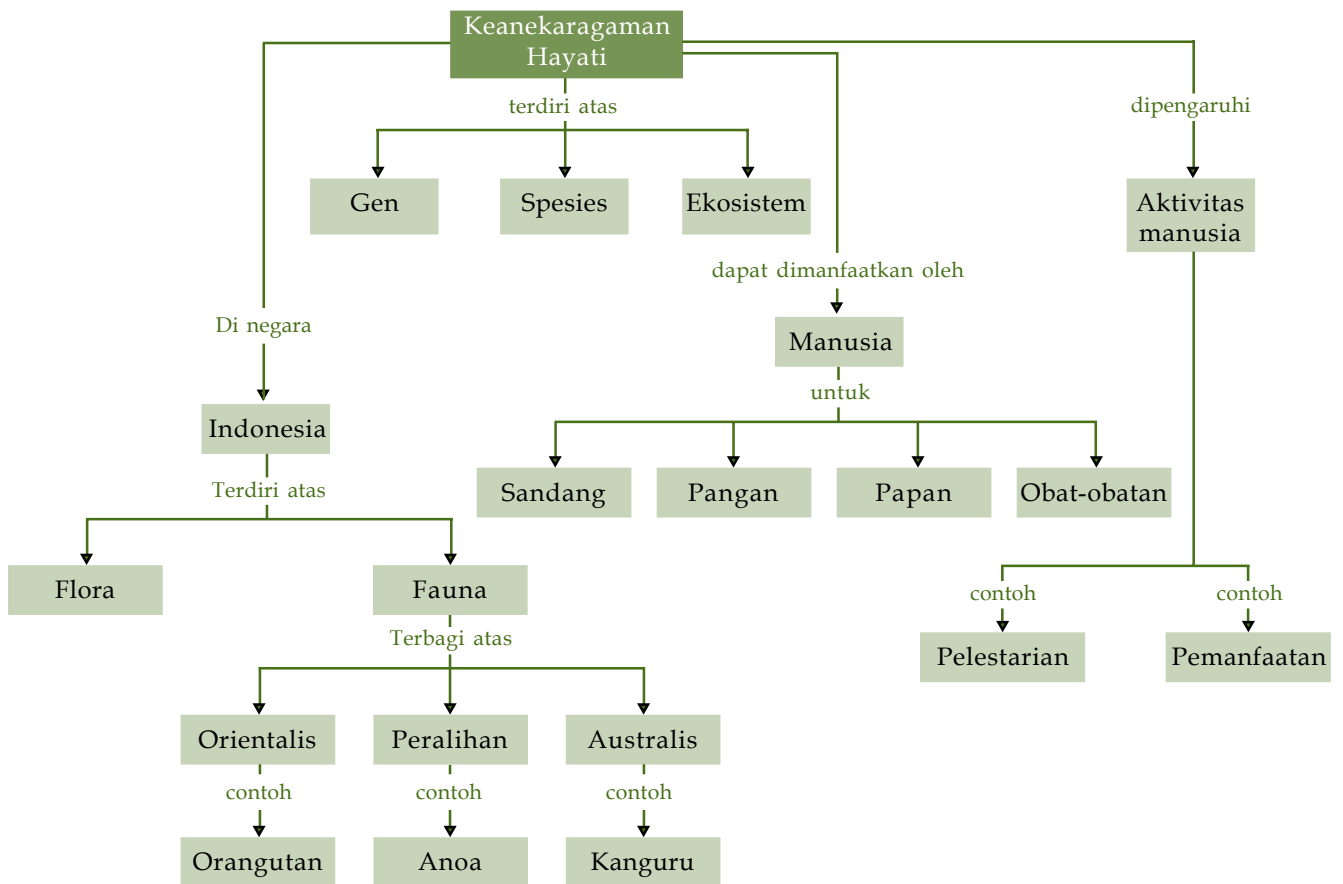 Keanekaragaman
Hayati
terdiri atas
dipengaruhi
Gen
Spesies
Ekosistem
Aktivitas
manusia
dapat dimanfaatkan oleh
Di negara
Manusia
untuk
Indonesia
Terdiri atas
Sandang
Pangan
Papan
Obat-obatan
Flora
Fauna
contoh
contoh
Terbagi atas
Pelestarian
Pemanfaatan
Orientalis
Peralihan
Australis
contoh
contoh
contoh
Orangutan
Anoa
Kanguru